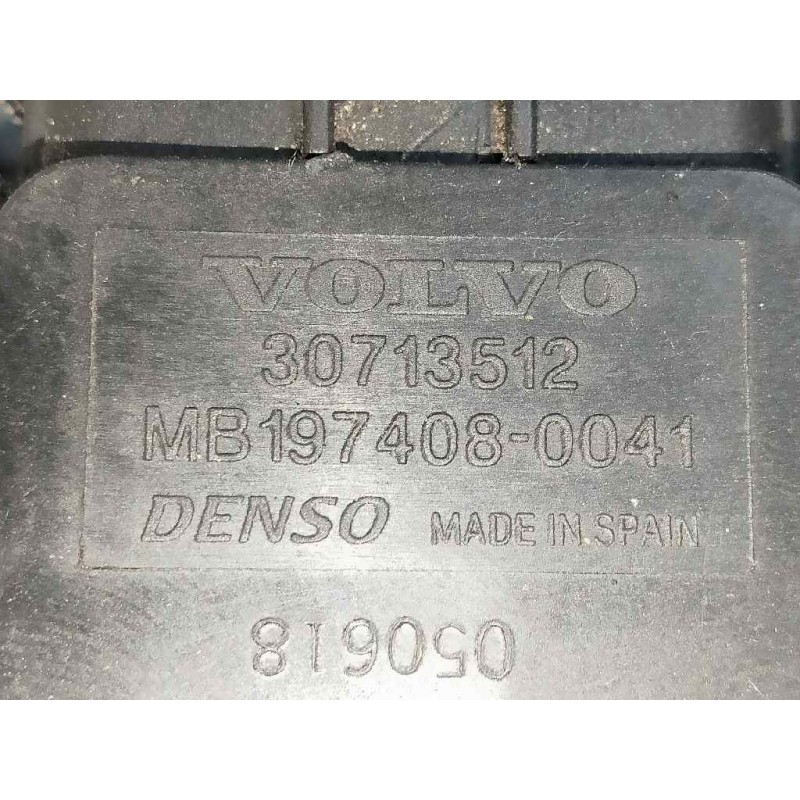 VOLVO
30713512
MB197408-0041
DENSO MADE IN SPAIN
050618